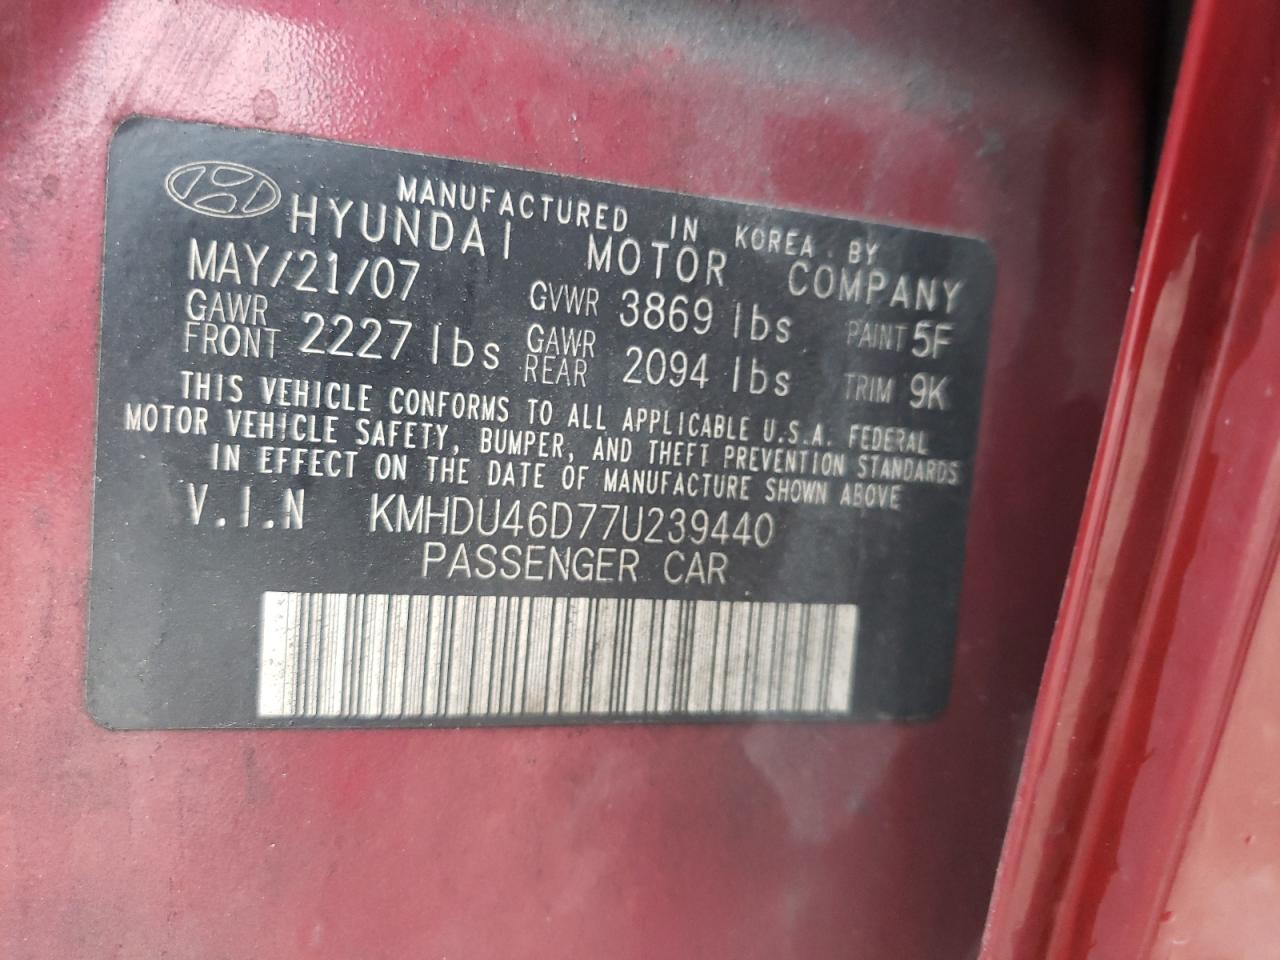 MANUFACTURED IN KOREA BY
HYUNDAI MOTOR COMPANY
MAY/21/07 GVWR 3869 lbs PAINT 5F
GAWR FRONT 2227 lbs GAWR REAR 2094 lbs TRIM 9K
THIS VEHICLE CONFORMS TO ALL APPLICABLE U.S.A. FEDERAL
MOTOR VEHICLE SAFETY, BUMPER, AND THEFT PREVENTION STANDARDS
IN EFFECT ON THE DATE OF MANUFACTURE SHOWN ABOVE
V.I.N KMHDU46D77U239440
PASSENGER CAR